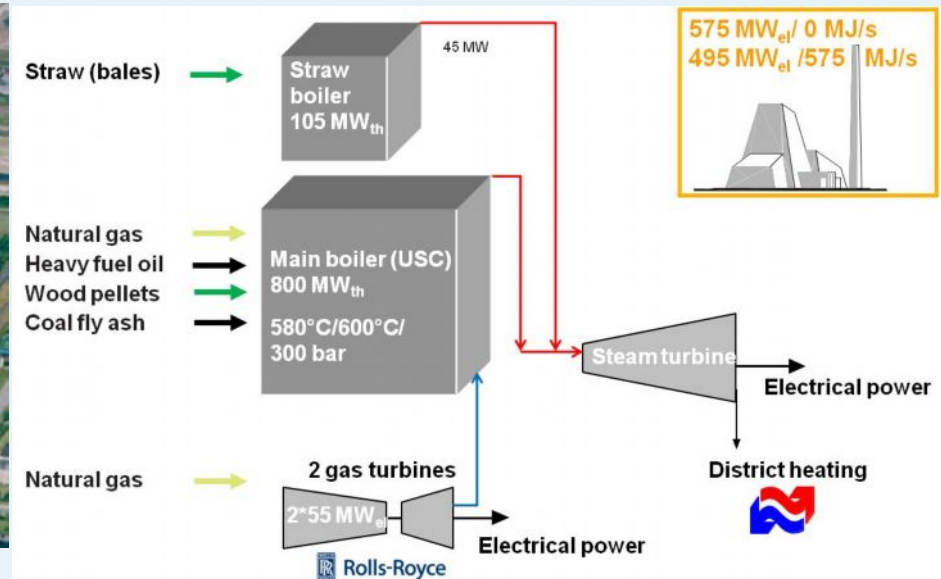 575 MWel/ 0 MJ/s
495 MWel /575 MJ/s
45 MW
Straw (bales)
Straw
boiler
105 MWth
Natural gas
Heavy fuel oil
Wood pellets
Coal fly ash
Main boiler (USC)
800 MWth
580°C/600°C/
300 bar
Steam turbine
Electrical power
District heating
Natural gas
2 gas turbines
2*55 MWel
Electrical power
RR
Rolls-Royce